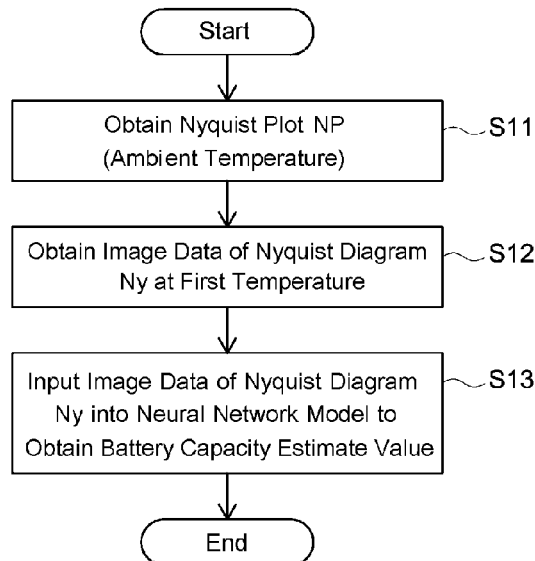 Start
Obtain Nyquist Plot NP
(Ambient Temperature)
S11
Obtain Image Data of Nyquist Diagram
Ny at First Temperature
S12
Input Image Data of Nyquist Diagram
Ny into Neural Network Model to
Obtain Battery Capacity Estimate Value
S13
End